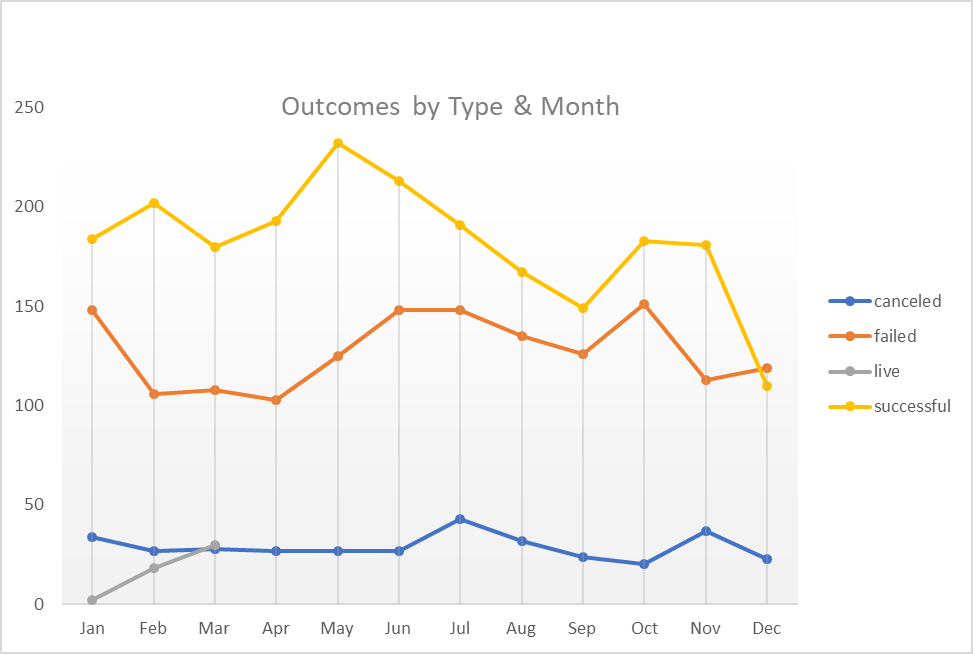 Outcomes by Type & Month
250
200
150
100
50
0
Jan Feb Mar Apr May Jun Jul Aug Sep Oct Nov Dec
canceled
failed
live
successful